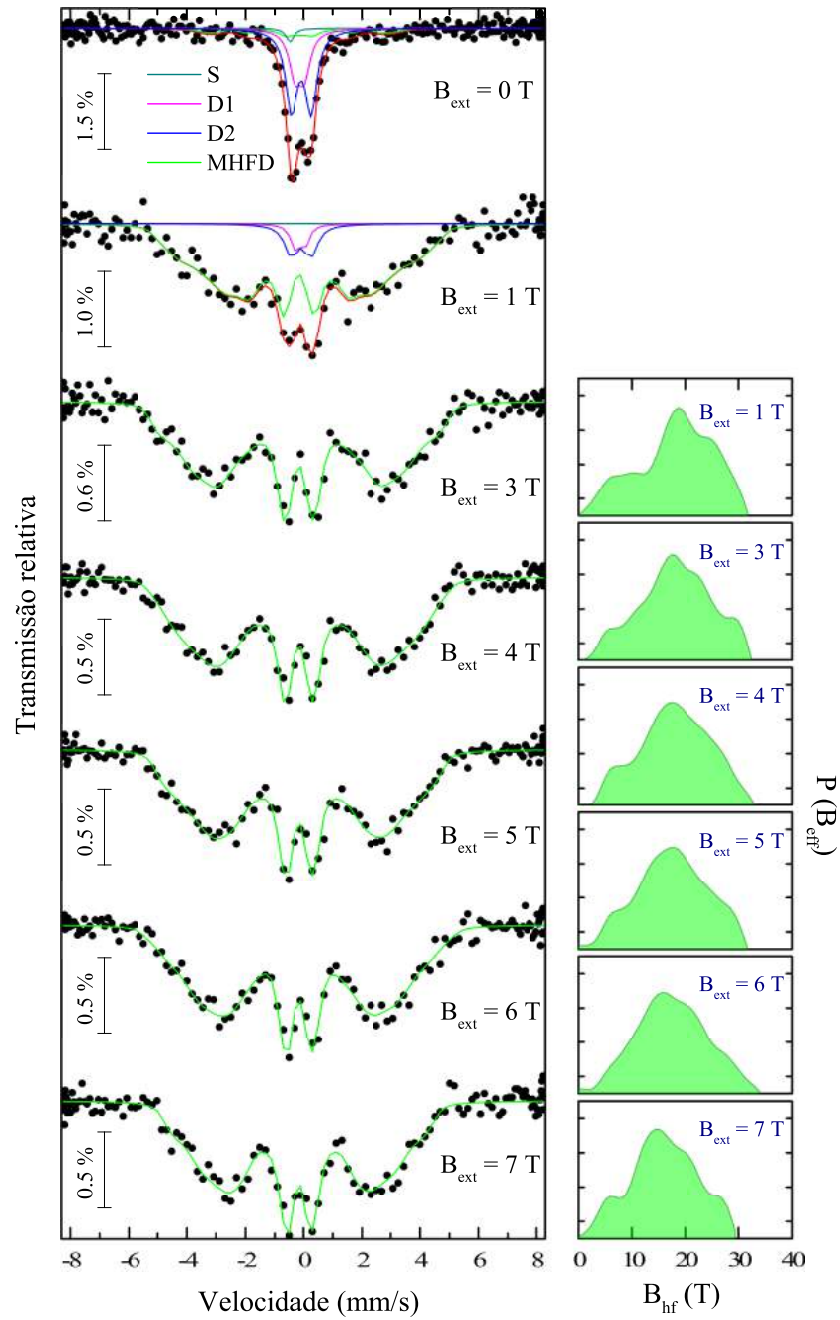 S
D1
D2
MHFD
1.5 %
B_ext = 0 T
1.0 %
B_ext = 1 T
0.6 %
B_ext = 3 T
0.5 %
B_ext = 4 T
0.5 %
B_ext = 5 T
0.5 %
B_ext = 6 T
0.5 %
B_ext = 7 T
-8 -6 -4 -2 0 2 4 6 8
Velocidade (mm/s)
Transmissão relativa
B_ext = 1 T
B_ext = 3 T
B_ext = 4 T
B_ext = 5 T
B_ext = 6 T
B_ext = 7 T
0 10 20 30 40
B_hf (T)
P (B_eff)